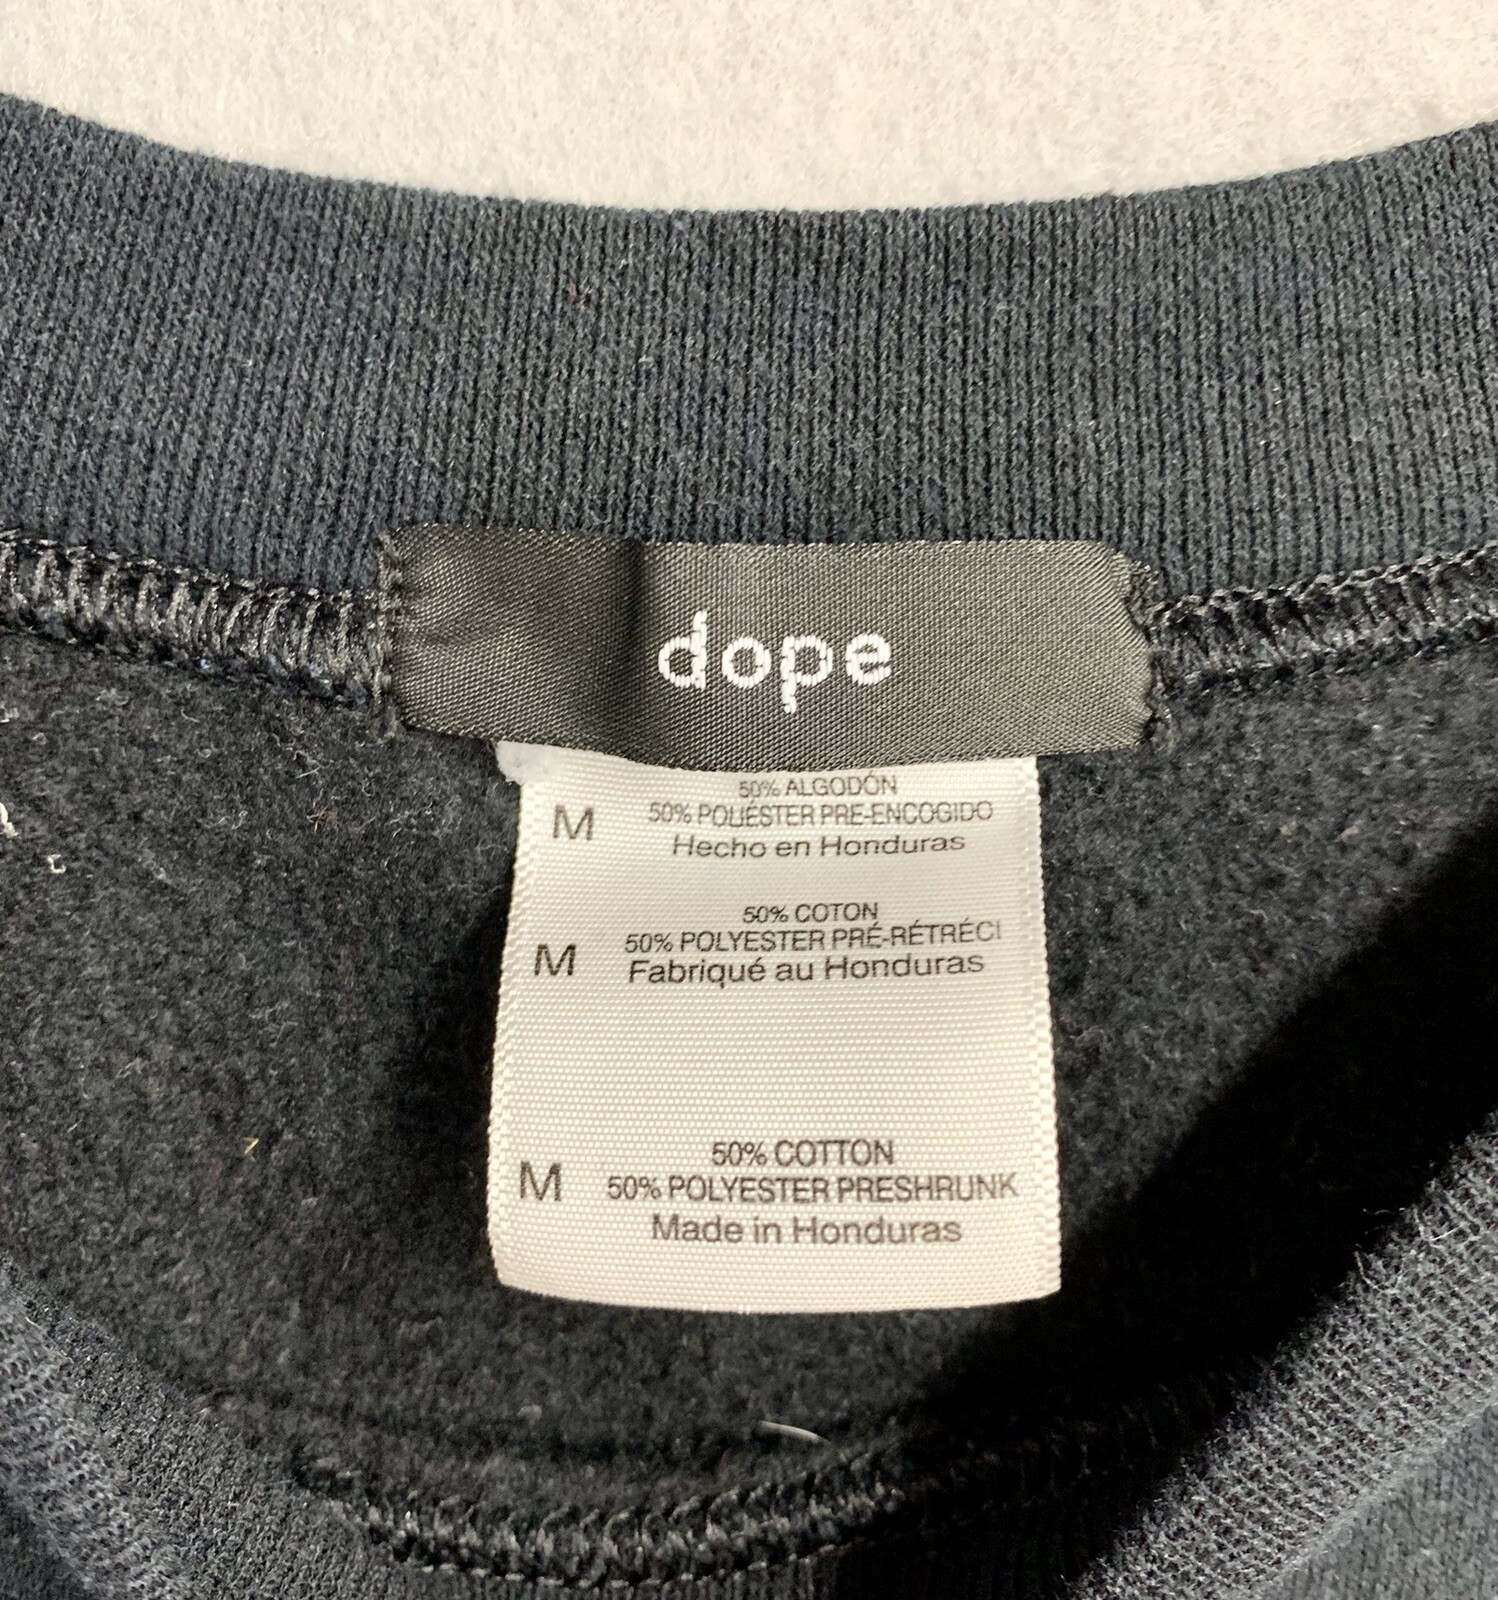 dope
M
50% ALGODÓN
50% POLIÉSTER PRE-ENCOGIDO
Hecho en Honduras
M
50% COTON
50% POLYESTER PRÉ-RÉTRÉCI
Fabriqué au Honduras
M
50% COTTON
50% POLYESTER PRESHRUNK
Made in Honduras